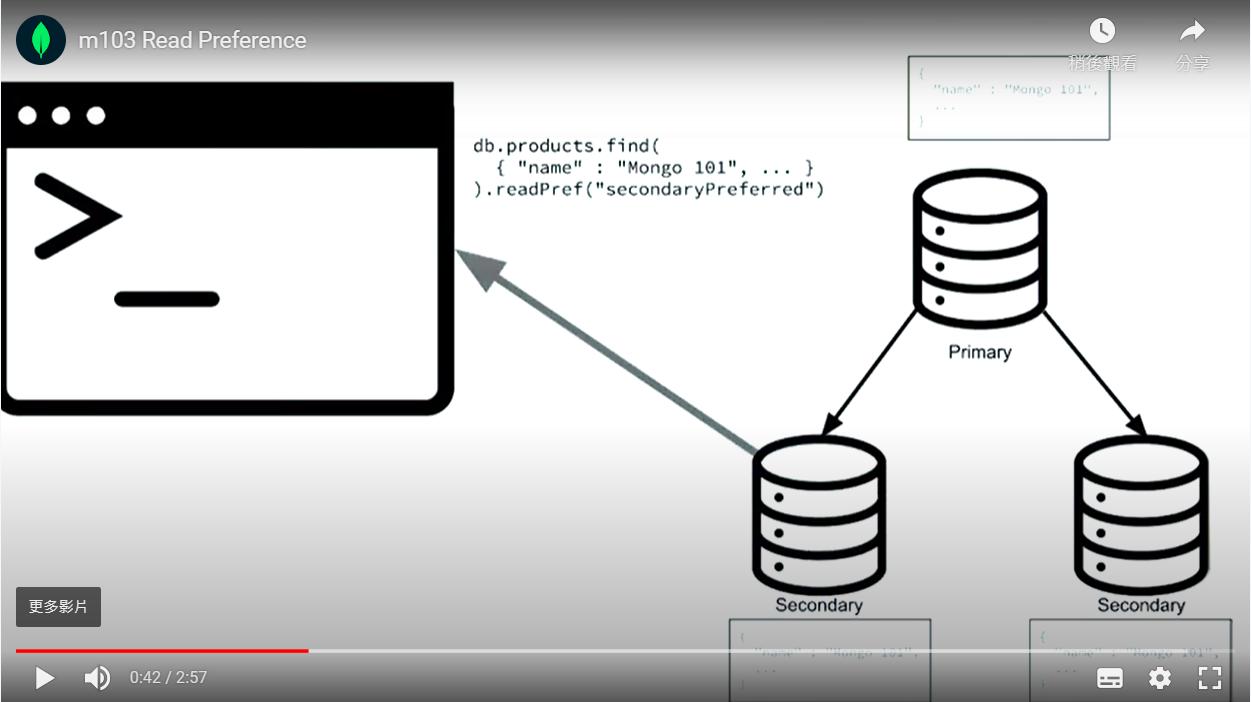 m103 Read Preference
稍後觀看
分享
{
"name" : "Mongo 101",
...
}
db.products.find(
{ "name" : "Mongo 101", ... }
).readPref("secondaryPreferred")
Primary
Secondary
Secondary
更多影片
{
"name" : "Mongo 101",
...
}
{
"name" : "Mongo 101",
...
}
0:42 / 2:57